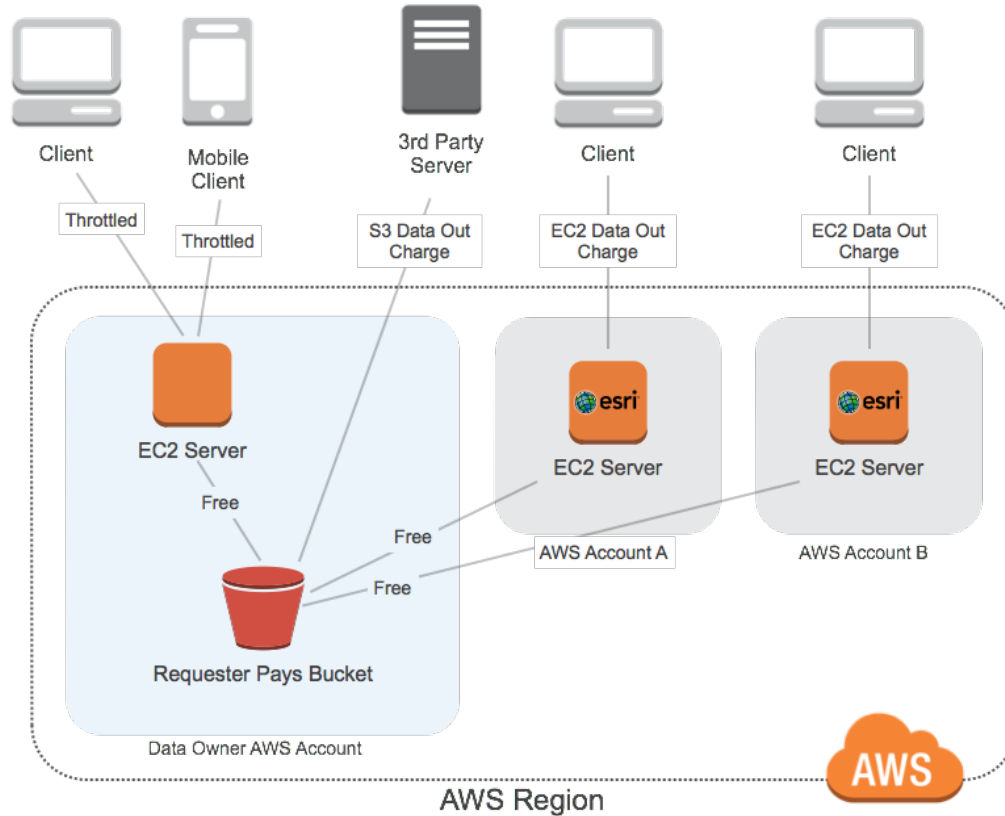 Client
Mobile
Client
3rd Party
Server
Client
Client
Throttled
Throttled
S3 Data Out
Charge
EC2 Data Out
Charge
EC2 Data Out
Charge
esri
esri
EC2 Server
EC2 Server
EC2 Server
Free
Free
Free
AWS Account A
AWS Account B
Requester Pays Bucket
Data Owner AWS Account
AWS
AWS Region